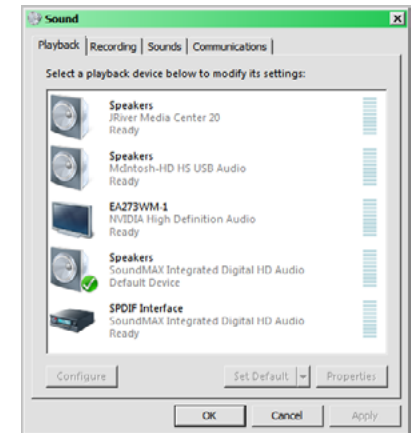 Sound
Playback Recording Sounds Communications
Select a playback device below to modify its settings:
Speakers
JRiver Media Center 20
Ready
Speakers
McIntosh-HD HS USB Audio
Ready
EA273WM-1
NVIDIA High Definition Audio
Ready
Speakers
SoundMAX Integrated Digital HD Audio
Default Device
SPDIF Interface
SoundMAX Integrated Digital HD Audio
Ready
Configure Set Default Properties
OK Cancel Apply